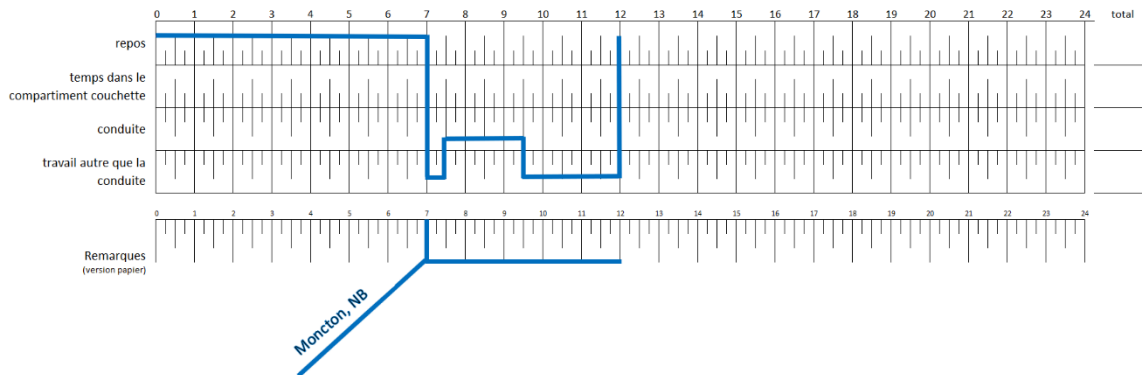 0 1 2 3 4 5 6 7 8 9 10 11 12 13 14 15 16 17 18 19 20 21 22 23 24 total
repos
temps dans le
compartiment couchette
conduite
travail autre que la
conduite
0 1 2 3 4 5 6 7 8 9 10 11 12 13 14 15 16 17 18 19 20 21 22 23 24
Remarques
(version papier)
Moncton, NB